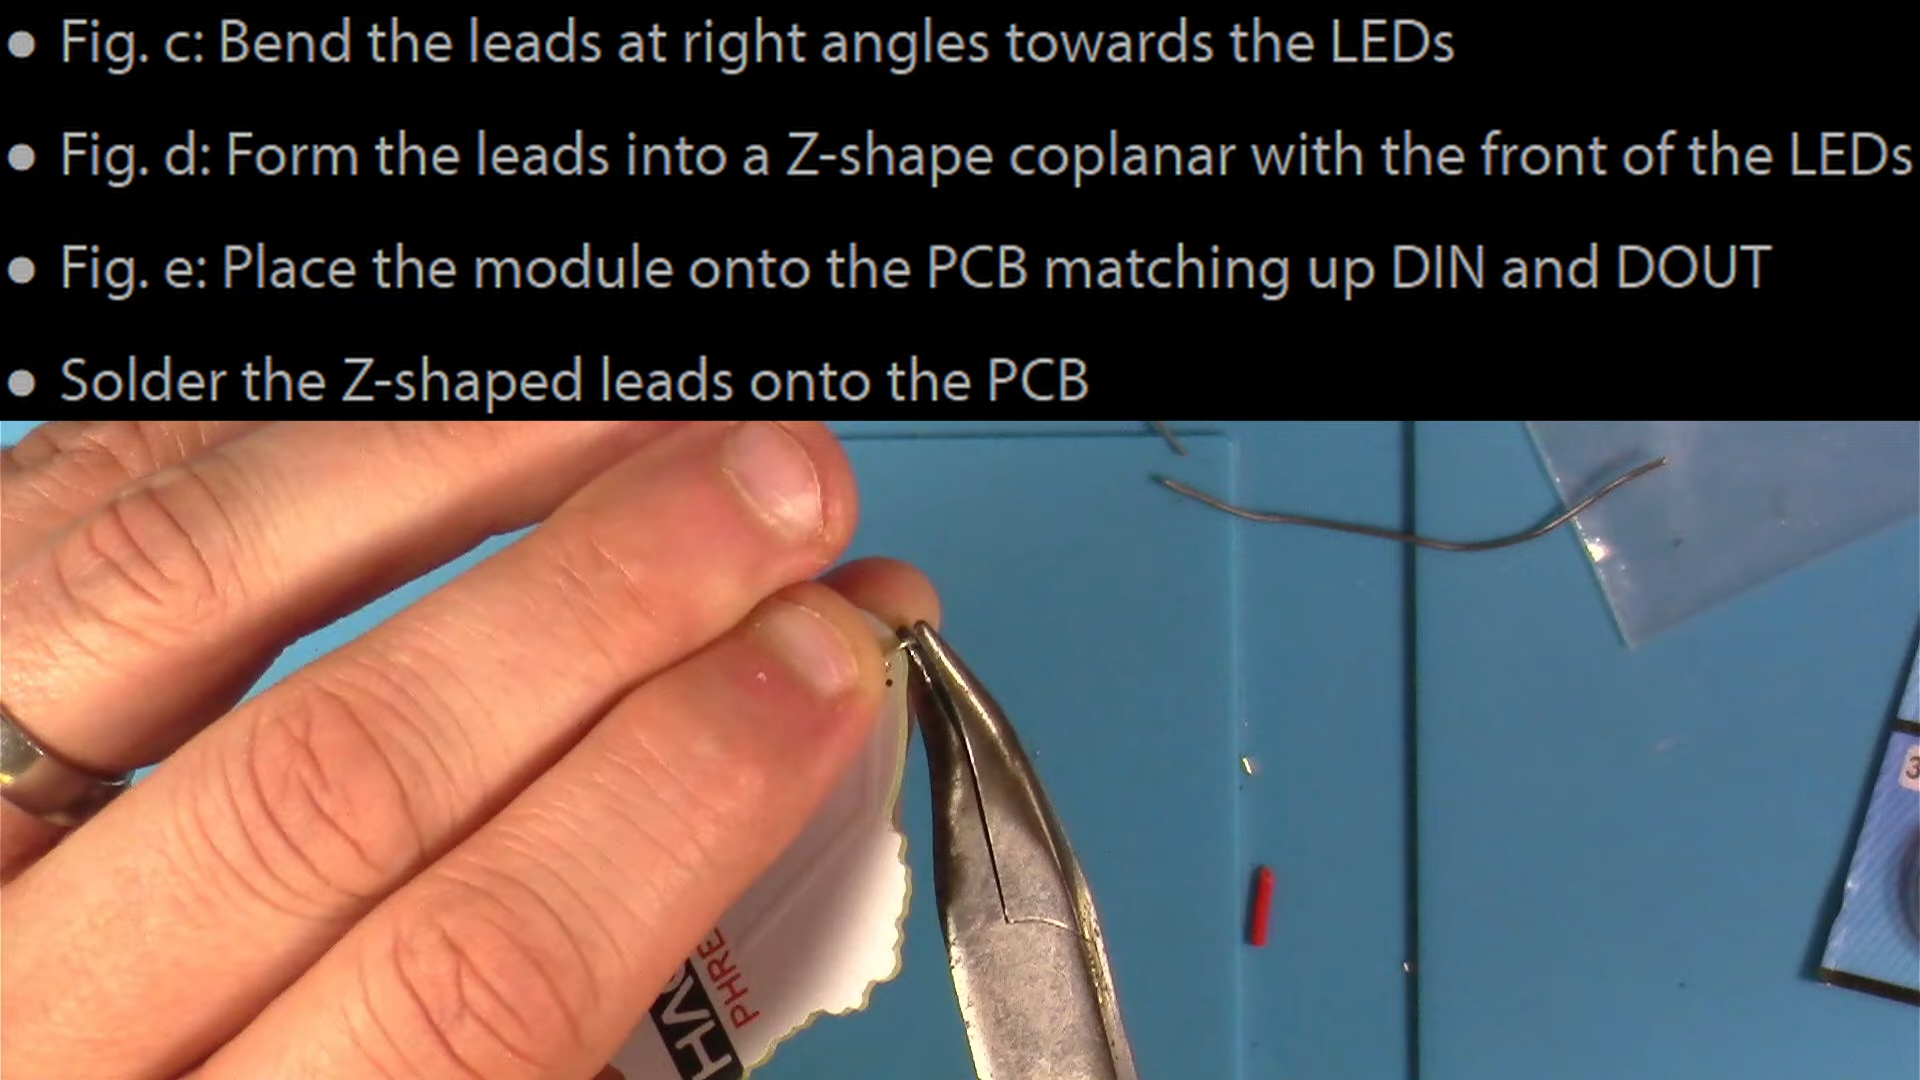 • Fig. c: Bend the leads at right angles towards the LEDs
• Fig. d: Form the leads into a Z-shape coplanar with the front of the LEDs
• Fig. e: Place the module onto the PCB matching up DIN and DOUT
• Solder the Z-shaped leads onto the PCB
3